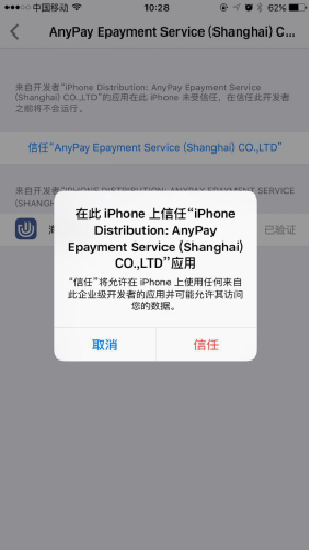 中国移动
10:28
62%
AnyPay Epayment Service (Shanghai) C...
来自开发者“iPhone Distribution: AnyPay Epayment Service
(Shanghai) CO.,LTD”的应用在此 iPhone 未受信任，在信任此开发者
之前将不会运行。
信任“AnyPay Epayment Service (Shanghai) CO.,LTD”
来自开发者“IPHONE DISTRIBUTION: ANYPAY EPAYMENT SERVICE
(SHANGH
已验证
在此 iPhone 上信任“iPhone
Distribution: AnyPay
Epayment Service (Shanghai)
CO.,LTD”应用
“信任”将允许在 iPhone 上使用任何来自
此企业级开发者的应用并可能允许其访问
您的数据。
取消
信任